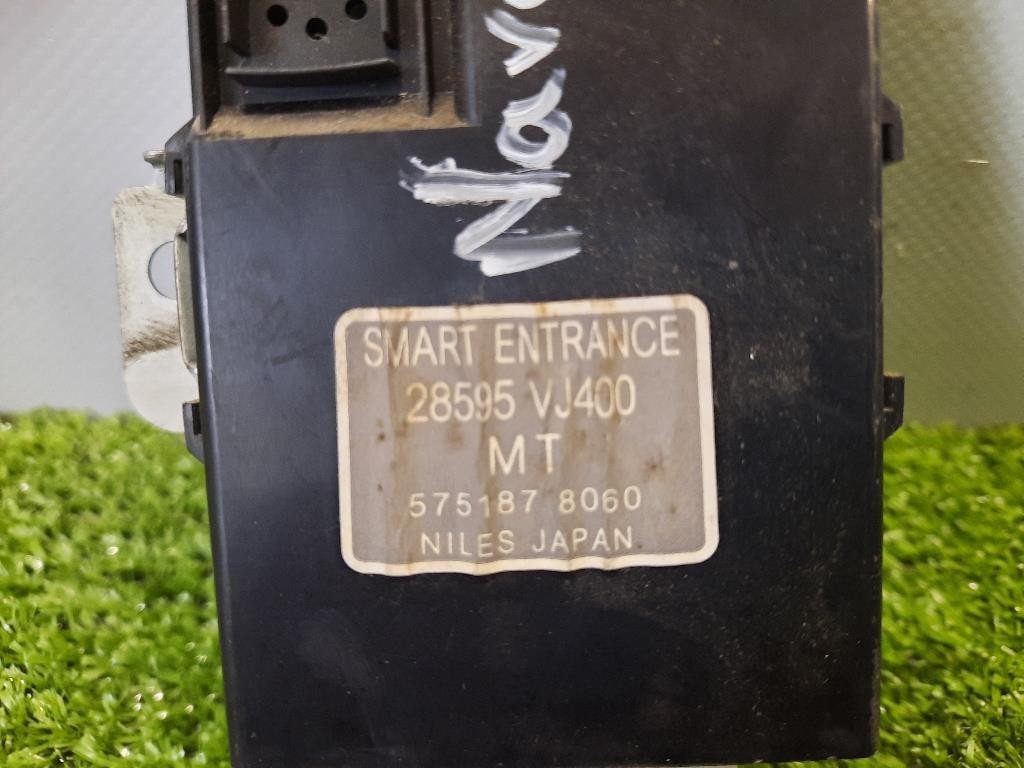 SMART ENTRANCE
28595 VJ400
MT
575187 8060
NILES JAPAN